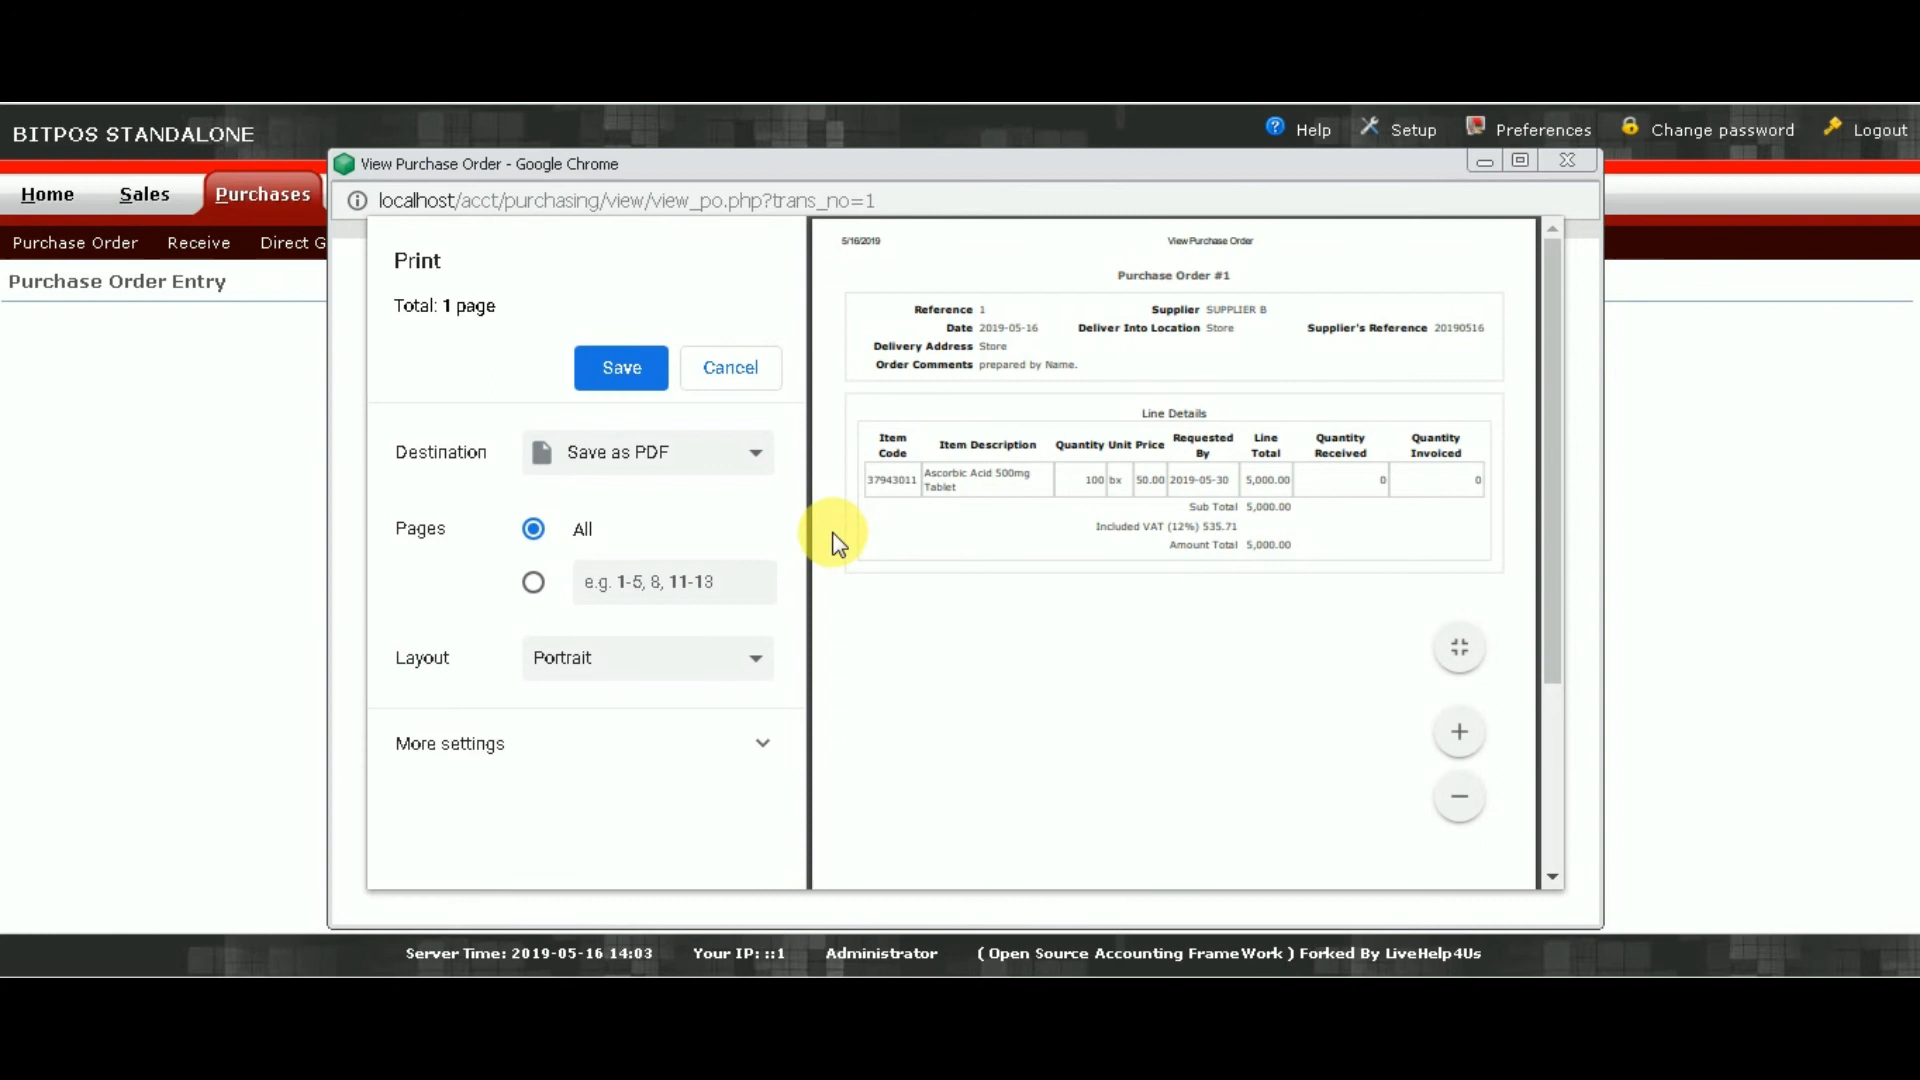 BITPOS STANDALONE
Help Setup Preferences Change password Logout
View Purchase Order - Google Chrome
Home Sales Purchases
localhost/acct/purchasing/view/view_po.php?trans_no=1
Purchase Order Receive Direct G
Purchase Order Entry
Print
Total: 1 page
Save Cancel
Destination Save as PDF
Pages All
e.g. 1-5, 8, 11-13
Layout Portrait
More settings
5/16/2019 View Purchase Order
Purchase Order #1
Reference 1 Supplier SUPPLIER B
Date 2019-05-16 Deliver Into Location Store Supplier's Reference 20190516
Delivery Address Store
Order Comments prepared by Name.
Line Details
Item Code Item Description Quantity Unit Price Requested By Line Total Quantity Received Quantity Invoiced
37943011 Ascorbic Acid 500mg Tablet 100 bx 50.00 2019-05-30 5,000.00 0 0
Sub Total 5,000.00
Included VAT (12%) 535.71
Amount Total 5,000.00
Server Time: 2019-05-16 14:03 Your IP: ::1 Administrator ( Open Source Accounting FrameWork ) Forked By LiveHelp4Us